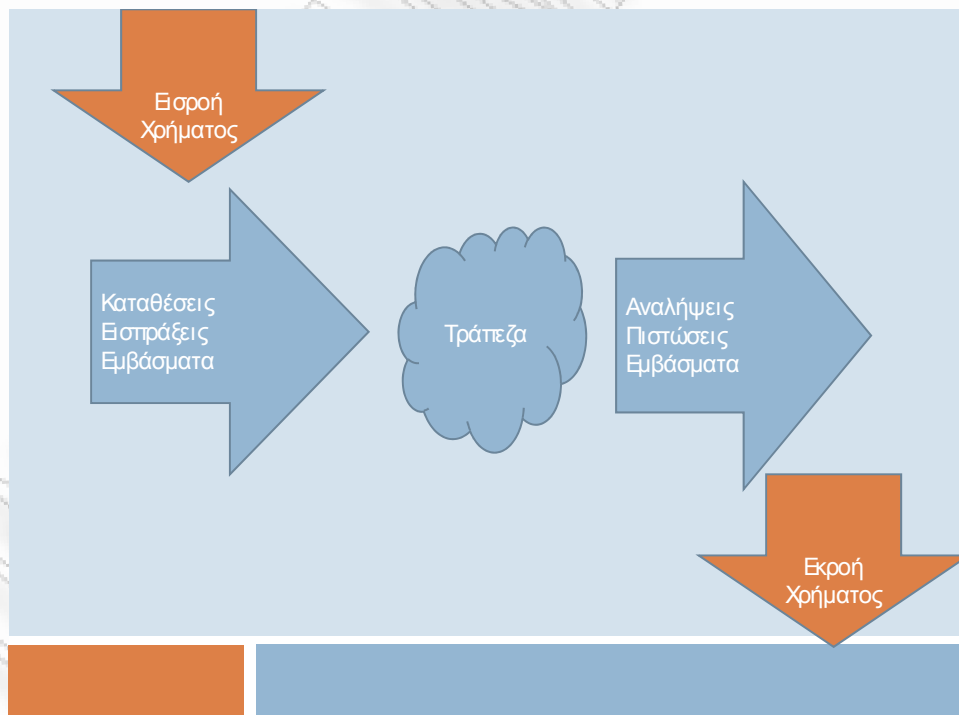 Εισροή
Χρήματος
Καταθέσεις
Εισπράξεις
Εμβάσματα
Τράπεζα
Αναλήψεις
Πιστώσεις
Εμβάσματα
Εκροή
Χρήματος